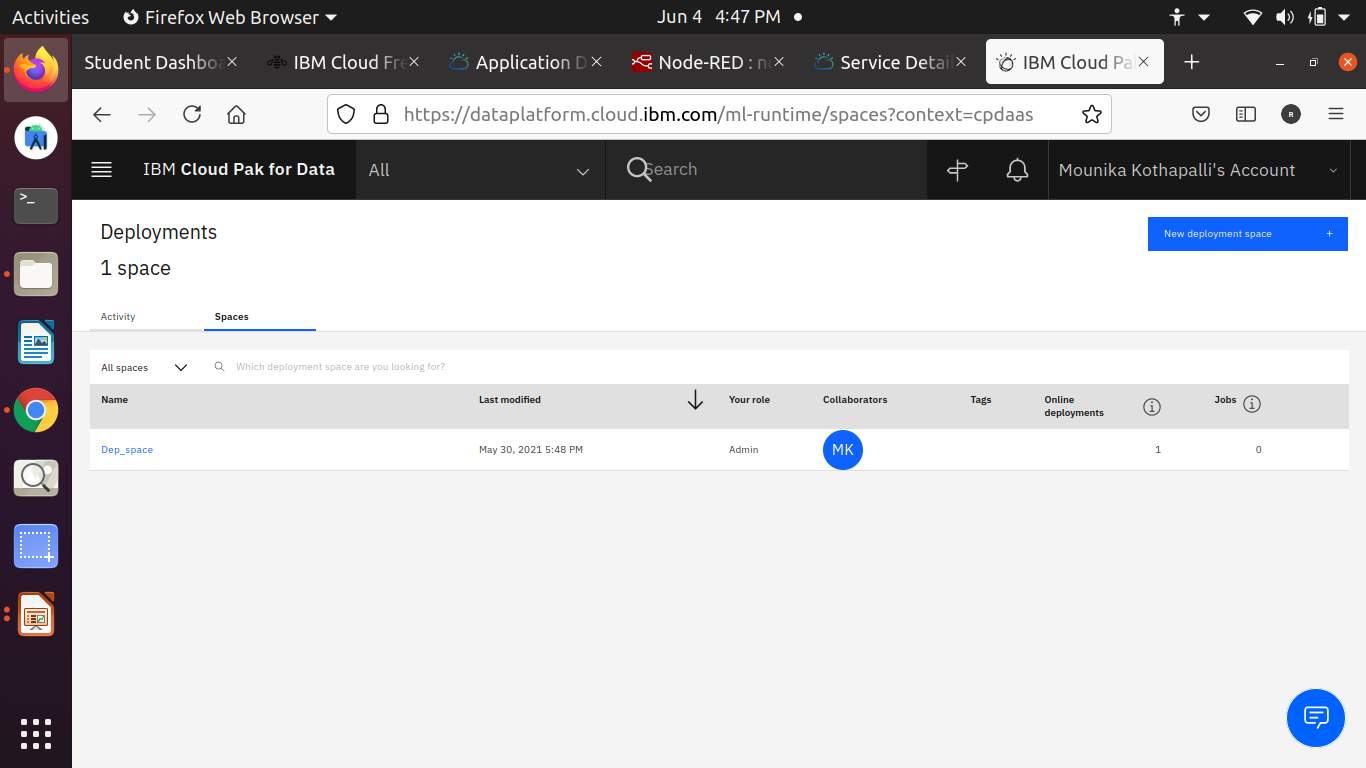 Activities Firefox Web Browser Jun 4 4:47 PM
Student Dashbo IBM Cloud Fre Application D Node-RED : n Service Detail IBM Cloud Pa
https://dataplatform.cloud.ibm.com/ml-runtime/spaces?context=cpdaas R
IBM Cloud Pak for Data All Search Mounika Kothapalli's Account
Deployments
New deployment space +
1 space
Activity Spaces
All spaces Which deployment space are you looking for?
Name Last modified Your role Collaborators Tags Online deployments Jobs
Dep_space May 30, 2021 5:48 PM Admin MK 1 0